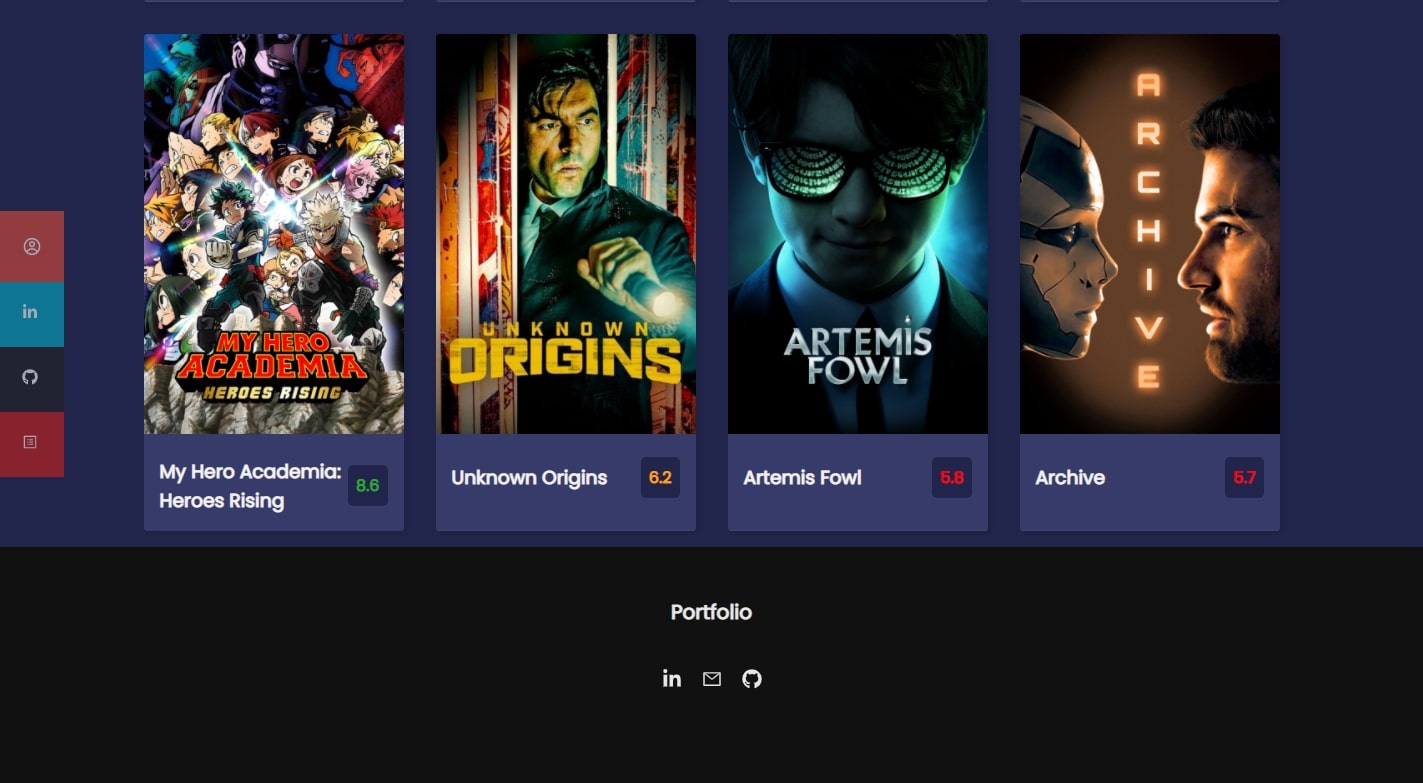 MY HERO
ACADEMIA
HEROES RISING
UNKNOWN
ORIGINS
ARTEMIS
FOWL
ARCHIVE
My Hero Academia:
Heroes Rising
8.6
Unknown Origins
6.2
Artemis Fowl
5.8
Archive
5.7
in
Portfolio
in